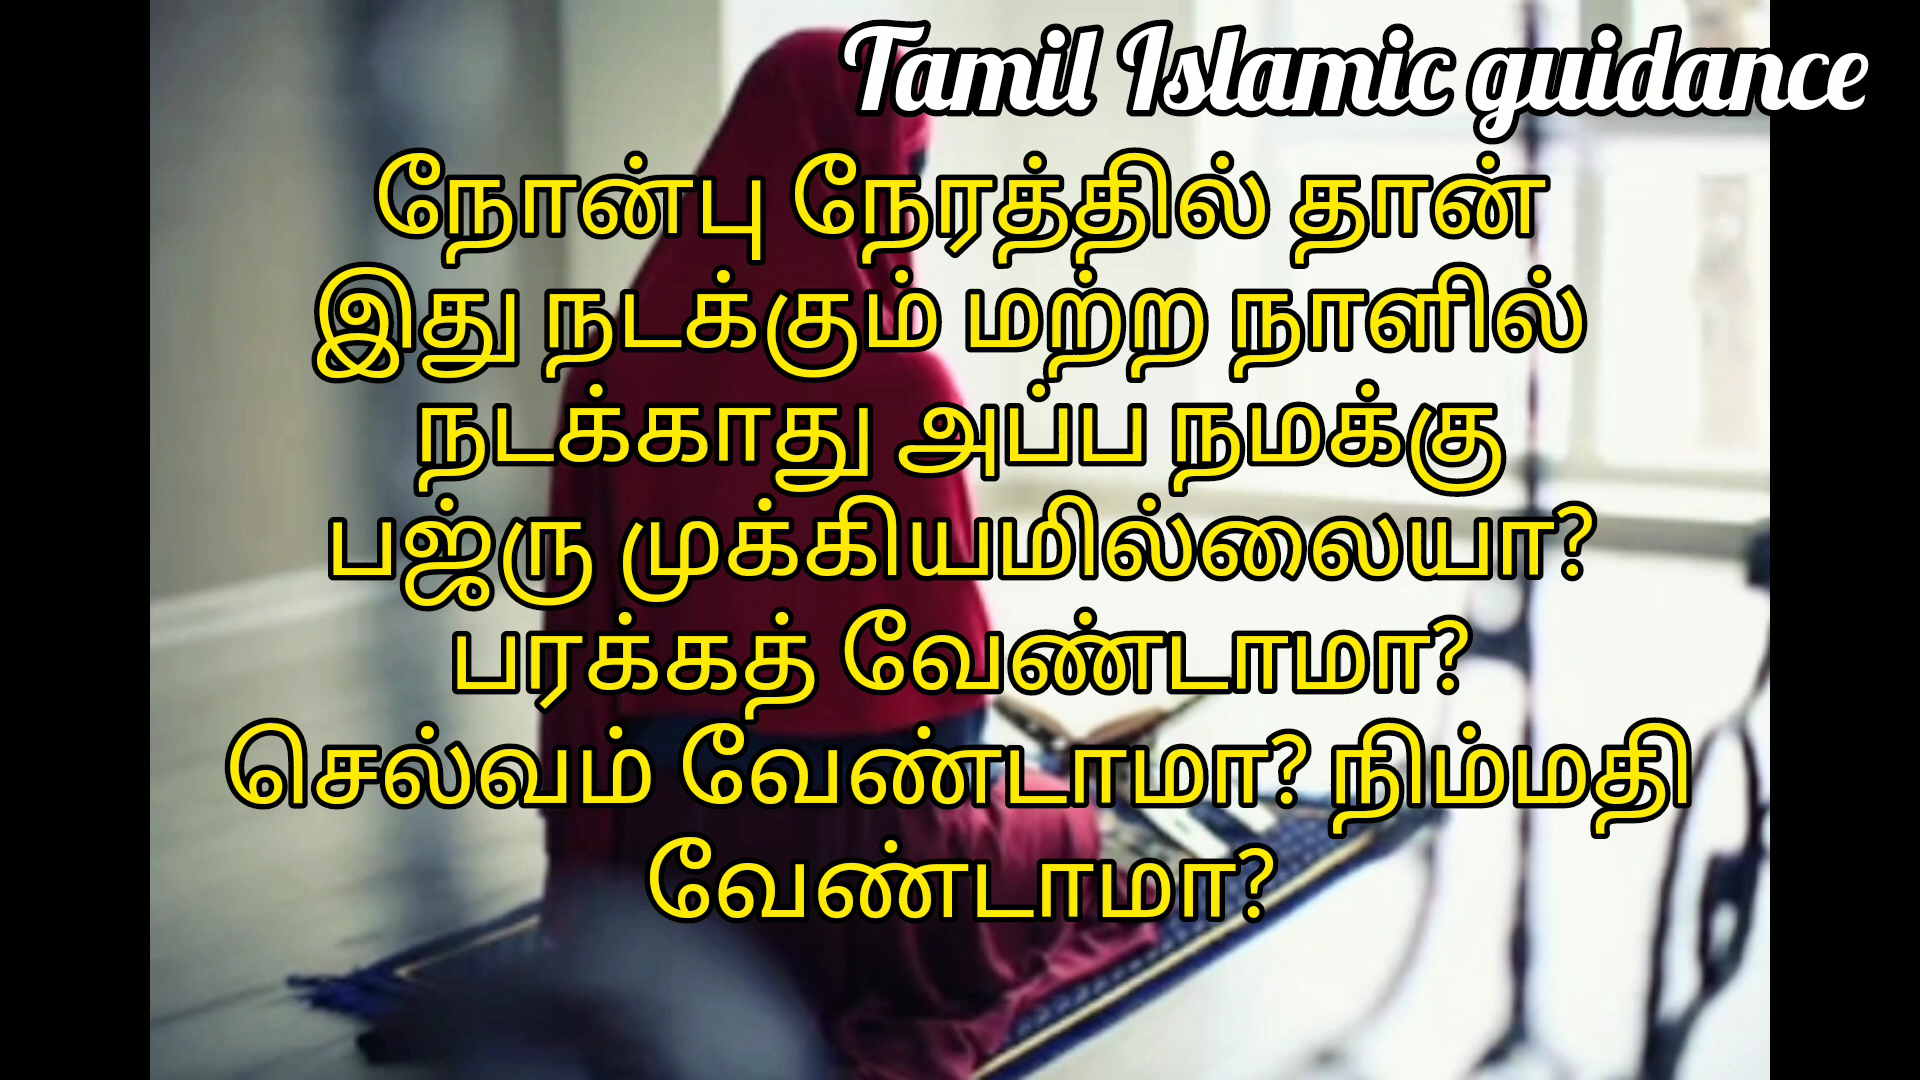 Tamil Islamic guidance
நோன்பு நேரத்தில் தான்
இது நடக்கும் மற்ற நாளில்
நடக்காது அப்ப நமக்கு
பஜ்ரு முக்கியமில்லையா?
பரக்கத் வேண்டாமா?
செல்வம் வேண்டாமா? நிம்மதி
வேண்டாமா?